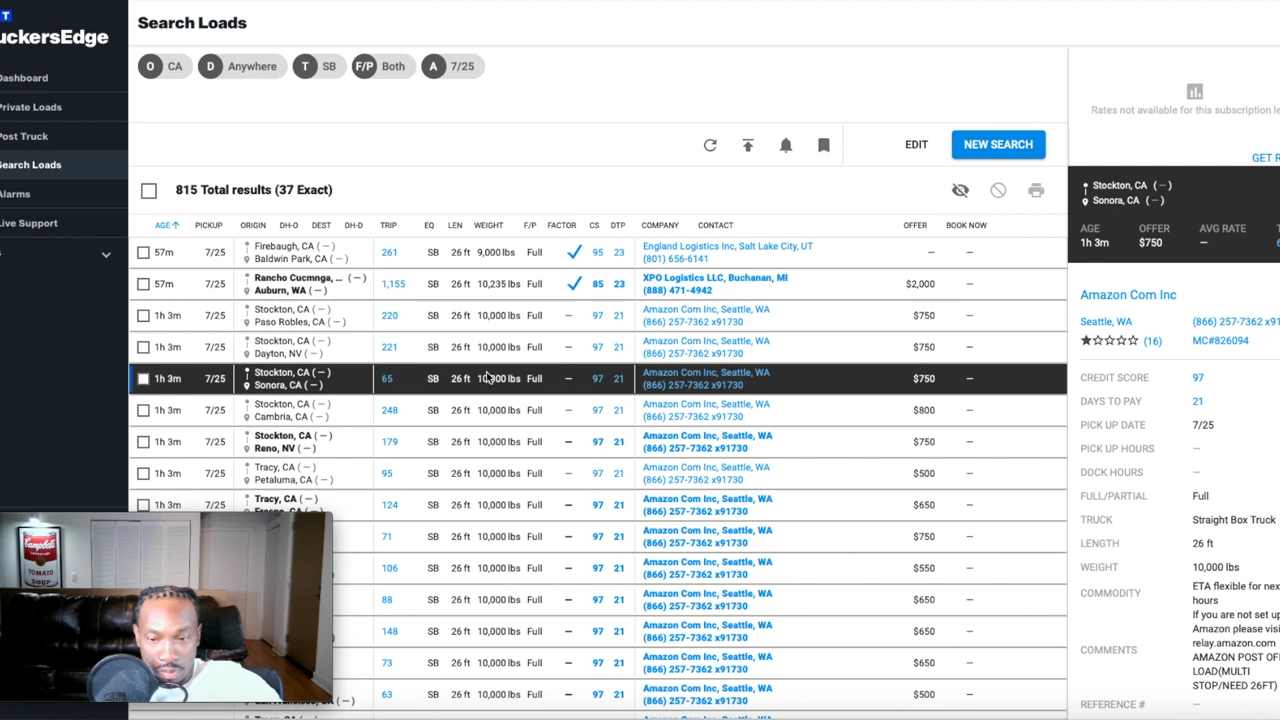 T
uckersEdge
Dashboard
Private Loads
Post Truck
Search Loads
Alarms
Live Support
Search Loads
O CA D Anywhere T SB F/P Both A 7/25
EDIT NEW SEARCH
815 Total results (37 Exact)
AGE PICKUP ORIGIN DH-O DEST DH-D TRIP EQ LEN WEIGHT F/P FACTOR CS DTP COMPANY CONTACT OFFER BOOK NOW
57m 7/25 Firebaugh, CA (—) 261 SB 26 ft 9,000 lbs Full 95 23 England Logistics Inc, Salt Lake City, UT — —
Baldwin Park, CA (—) (801) 656-6141
57m 7/25 Rancho Cucmnga, ... (—) 1,155 SB 26 ft 10,235 lbs Full 85 23 XPO Logistics LLC, Buchanan, MI $2,000 —
Auburn, WA (—) (888) 471-4942
1h 3m 7/25 Stockton, CA (—) 220 SB 26 ft 10,000 lbs Full — 97 21 Amazon Com Inc, Seattle, WA $750 —
Paso Robles, CA (—) (866) 257-7362 x91730
1h 3m 7/25 Stockton, CA (—) 221 SB 26 ft 10,000 lbs Full — 97 21 Amazon Com Inc, Seattle, WA $750 —
Dayton, NV (—) (866) 257-7362 x91730
1h 3m 7/25 Stockton, CA (—) 65 SB 26 ft 10,000 lbs Full — 97 21 Amazon Com Inc, Seattle, WA $750 —
Sonora, CA (—) (866) 257-7362 x91730
1h 3m 7/25 Stockton, CA (—) 248 SB 26 ft 10,000 lbs Full — 97 21 Amazon Com Inc, Seattle, WA $800 —
Cambria, CA (—) (866) 257-7362 x91730
1h 3m 7/25 Stockton, CA (—) 179 SB 26 ft 10,000 lbs Full — 97 21 Amazon Com Inc, Seattle, WA $750 —
Reno, NV (—) (866) 257-7362 x91730
1h 3m 7/25 Tracy, CA (—) 95 SB 26 ft 10,000 lbs Full — 97 21 Amazon Com Inc, Seattle, WA $500 —
Petaluma, CA (—) (866) 257-7362 x91730
1h 3m 7/25 Tracy, CA (—) 124 SB 26 ft 10,000 lbs Full — 97 21 Amazon Com Inc, Seattle, WA $650 —
(866) 257-7362 x91730
71 SB 26 ft 10,000 lbs Full — 97 21 Amazon Com Inc, Seattle, WA $750 —
(866) 257-7362 x91730
106 SB 26 ft 10,000 lbs Full — 97 21 Amazon Com Inc, Seattle, WA $550 —
(866) 257-7362 x91730
88 SB 26 ft 10,000 lbs Full — 97 21 Amazon Com Inc, Seattle, WA $650 —
(866) 257-7362 x91730
148 SB 26 ft 10,000 lbs Full — 97 21 Amazon Com Inc, Seattle, WA $650 —
(866) 257-7362 x91730
73 SB 26 ft 10,000 lbs Full — 97 21 Amazon Com Inc, Seattle, WA $650 —
(866) 257-7362 x91730
63 SB 26 ft 10,000 lbs Full — 97 21 Amazon Com Inc, Seattle, WA $500 —
(866) 257-7362 x91730
Rates not available for this subscription le
GET R
Stockton, CA (—)
Sonora, CA (—)
AGE OFFER AVG RATE T
1h 3m $750 —
Amazon Com Inc
Seattle, WA (866) 257-7362 x91
(16) MC#826094
CREDIT SCORE 97
DAYS TO PAY 21
PICK UP DATE 7/25
PICK UP HOURS —
DOCK HOURS —
FULL/PARTIAL Full
TRUCK Straight Box Truck
LENGTH 26 ft
WEIGHT 10,000 lbs
COMMODITY ETA flexible for nex
hours
COMMENTS If you are not set up
Amazon please visi
relay.amazon.com
AMAZON POST OF
LOAD(MULTI
STOP/NEED 26FT)
REFERENCE # —
Campbell's
TOMATO
SOUP